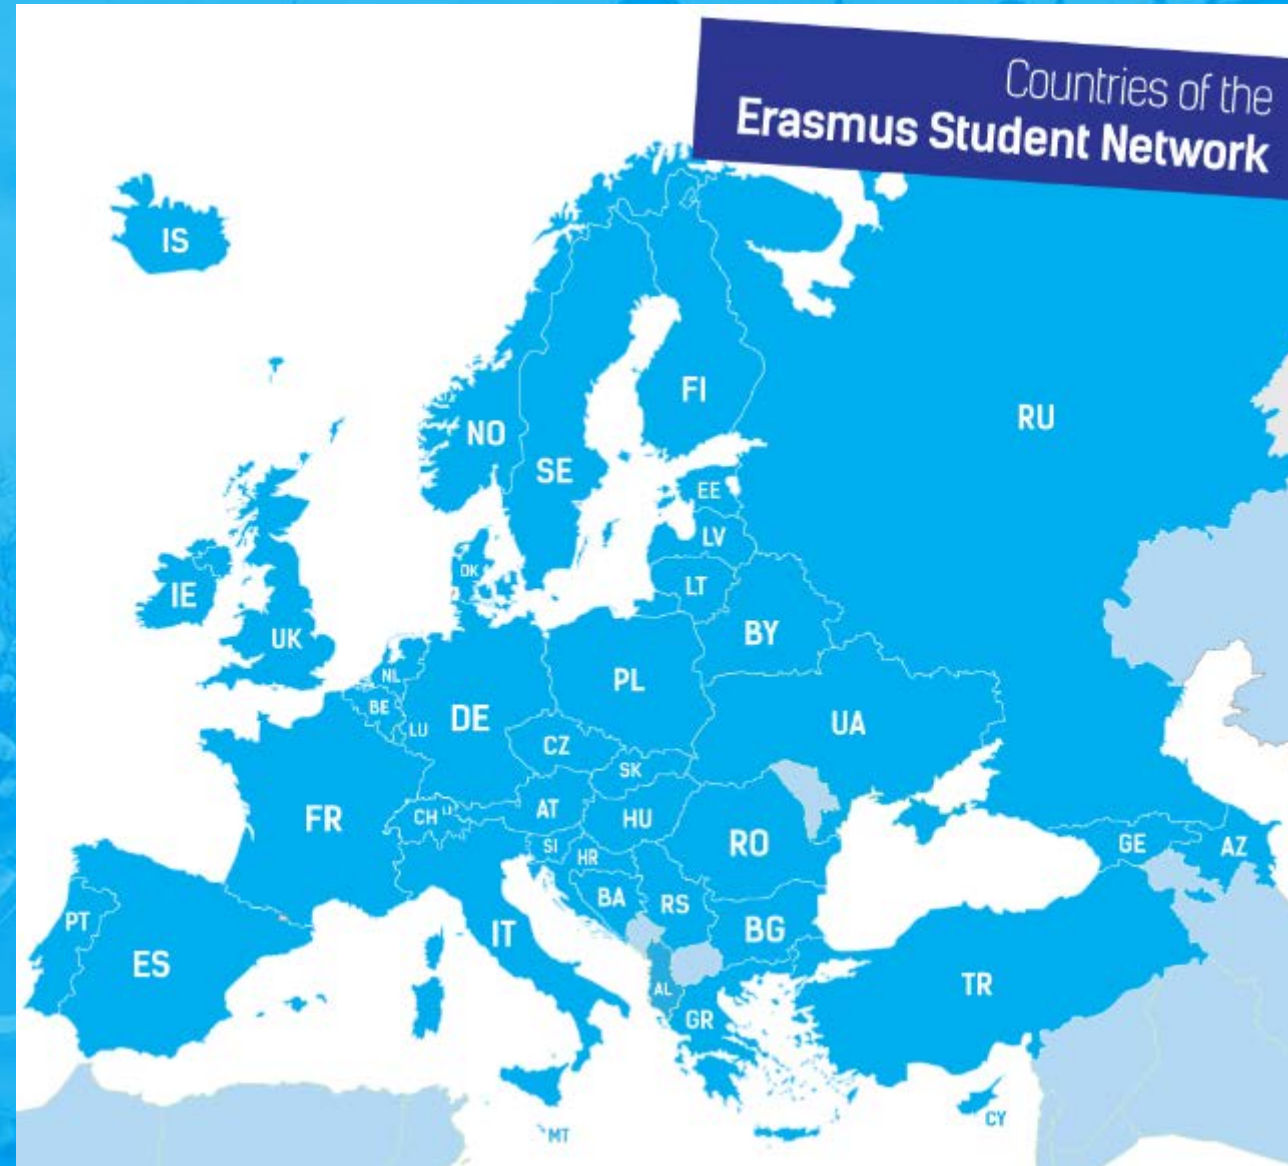 Countries of the
Erasmus Student Network
IS
FI
RU
NO
SE
EE
LV
DK
LT
IE
BY
UK
NL
PL
BE
DE
UA
LU
CZ
SK
AT
FR
CH LI
HU
SI
RO
GE
AZ
HR
BA
RS
PT
BG
IT
ES
TR
AL
GR
CY
MT